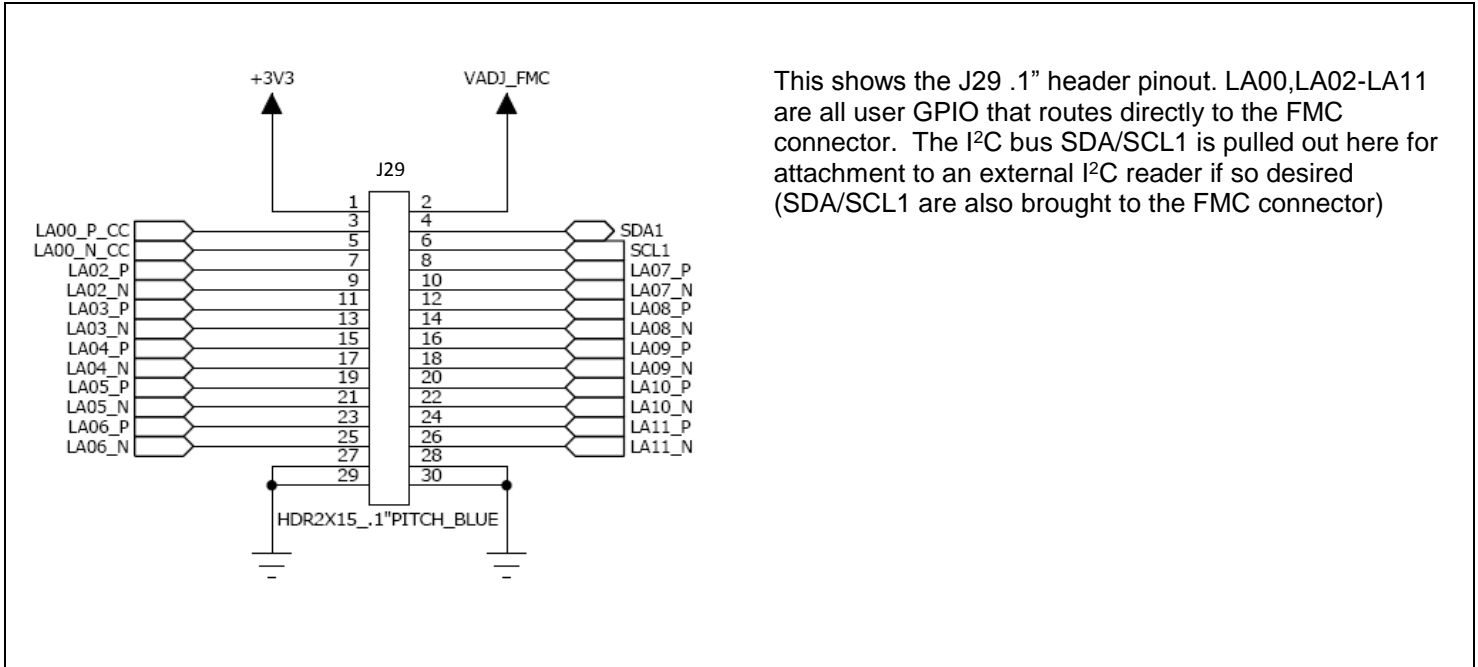 +3V3 VADJ_FMC
J29
1 2
3 4
LA00_P_CC 5 6 SDA1
LA00_N_CC 7 8 SCL1
LA02_P 9 10 LA07_P
LA02_N 11 12 LA07_N
LA03_P 13 14 LA08_P
LA03_N 15 16 LA08_N
LA04_P 17 18 LA09_P
LA04_N 19 20 LA09_N
LA05_P 21 22 LA10_P
LA05_N 23 24 LA10_N
LA06_P 25 26 LA11_P
LA06_N 27 28 LA11_N
29 30
HDR2X15_.1"PITCH_BLUE
This shows the J29 .1” header pinout. LA00,LA02-LA11
are all user GPIO that routes directly to the FMC
connector.  The I²C bus SDA/SCL1 is pulled out here for
attachment to an external I²C reader if so desired
(SDA/SCL1 are also brought to the FMC connector)